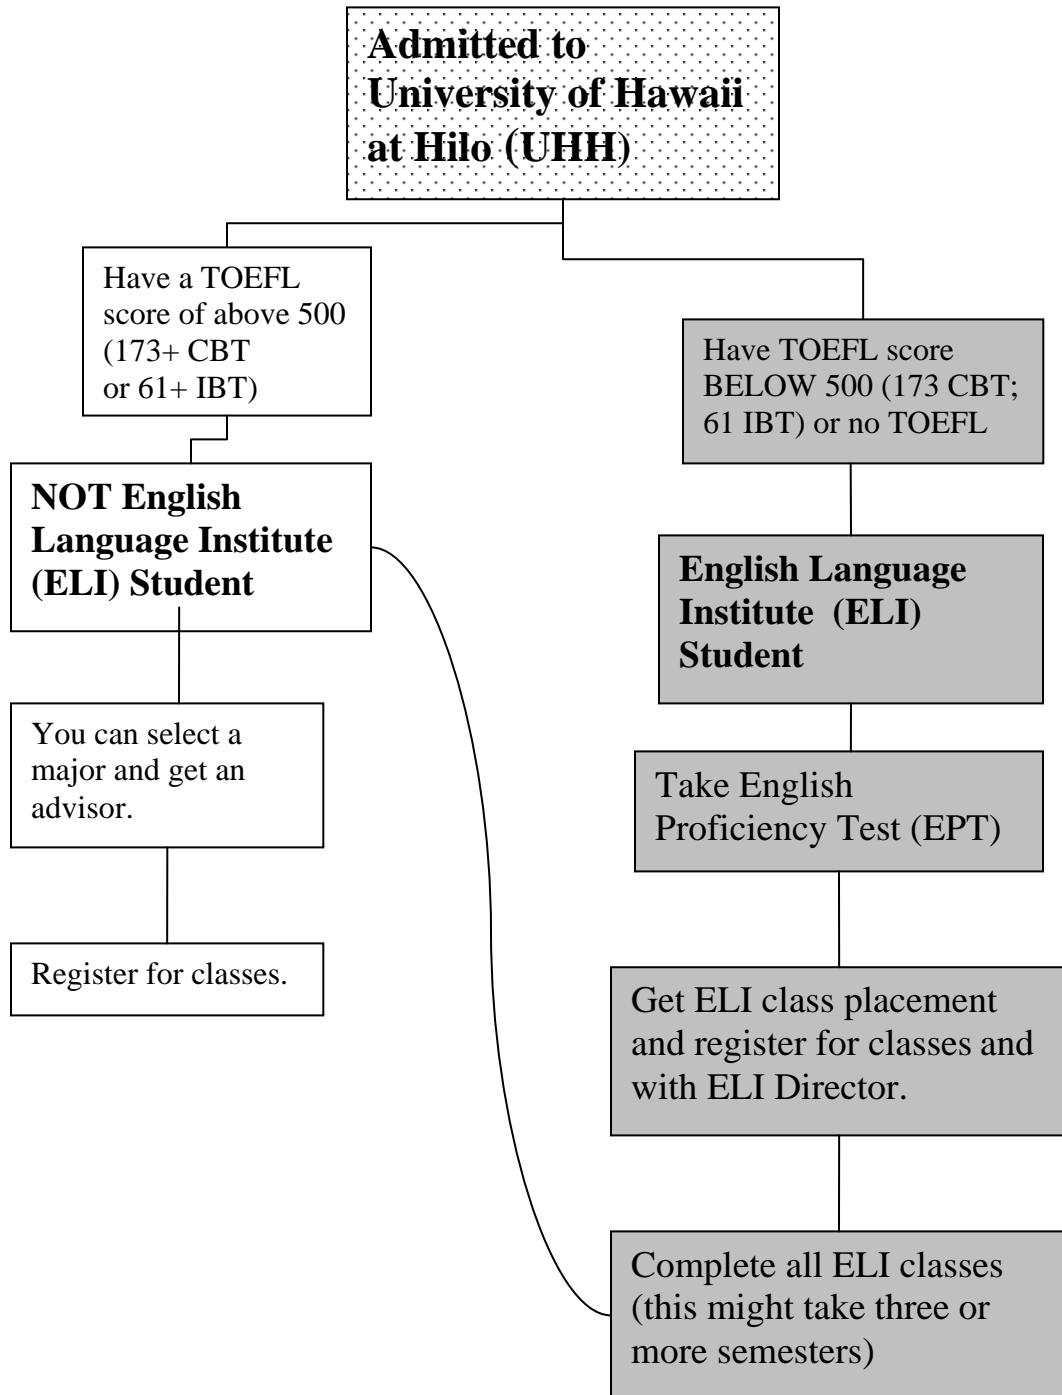 Admitted to
University of Hawaii
at Hilo (UHH)
Have a TOEFL
score of above 500
(173+ CBT
or 61+ IBT)
Have TOEFL score
BELOW 500 (173 CBT;
61 IBT) or no TOEFL
NOT English
Language Institute
(ELI) Student
English Language
Institute (ELI)
Student
You can select a
major and get an
advisor.
Take English
Proficiency Test (EPT)
Register for classes.
Get ELI class placement
and register for classes and
with ELI Director.
Complete all ELI classes
(this might take three or
more semesters)